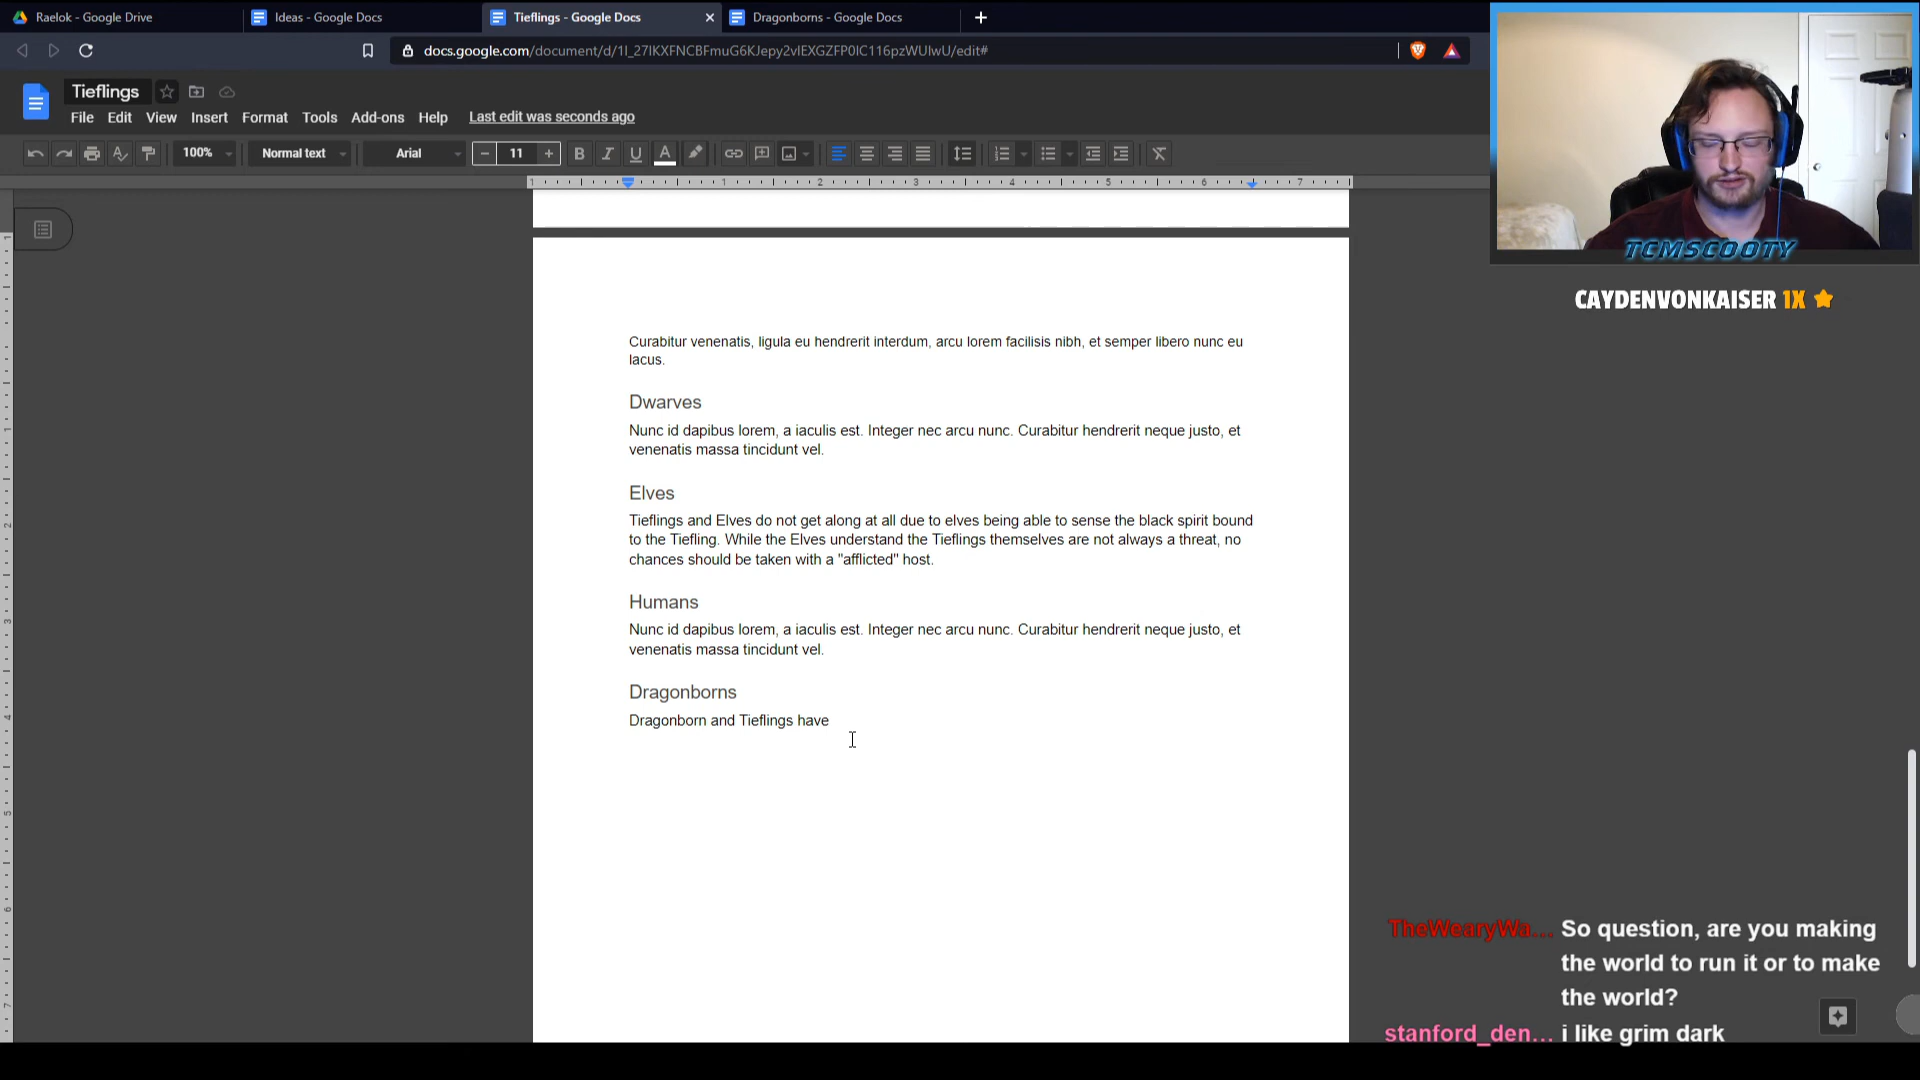 Raelok - Google Drive
Ideas - Google Docs
Tieflings - Google Docs
Dragonborns - Google Docs
docs.google.com/document/d/1I_27IKXFNCBFmuG6KJepy2vlEXGZFP0lC116pzWUlwU/edit#
Tieflings
File Edit View Insert Format Tools Add-ons Help Last edit was seconds ago
100% Normal text Arial 11
TCMSCOOTY
CAYDENVONKAISER 1X
Curabitur venenatis, ligula eu hendrerit interdum, arcu lorem facilisis nibh, et semper libero nunc eu
lacus.
Dwarves
Nunc id dapibus lorem, a iaculis est. Integer nec arcu nunc. Curabitur hendrerit neque justo, et
venenatis massa tincidunt vel.
Elves
Tieflings and Elves do not get along at all due to elves being able to sense the black spirit bound
to the Tiefling. While the Elves understand the Tieflings themselves are not always a threat, no
chances should be taken with a "afflicted" host.
Humans
Nunc id dapibus lorem, a iaculis est. Integer nec arcu nunc. Curabitur hendrerit neque justo, et
venenatis massa tincidunt vel.
Dragonborns
Dragonborn and Tieflings have
TheWearyWa... So question, are you making
the world to run it or to make
the world?
stanford_den... i like grim dark